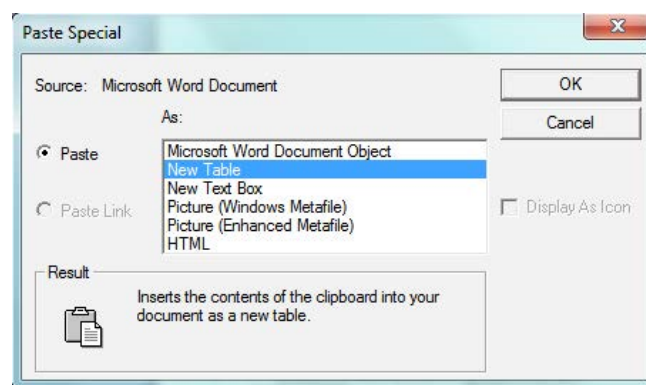 Paste Special
Source: Microsoft Word Document
As:
Paste
Paste Link
Microsoft Word Document Object
New Table
New Text Box
Picture (Windows Metafile)
Picture (Enhanced Metafile)
HTML
OK
Cancel
Display As Icon
Result
Inserts the contents of the clipboard into your
document as a new table.